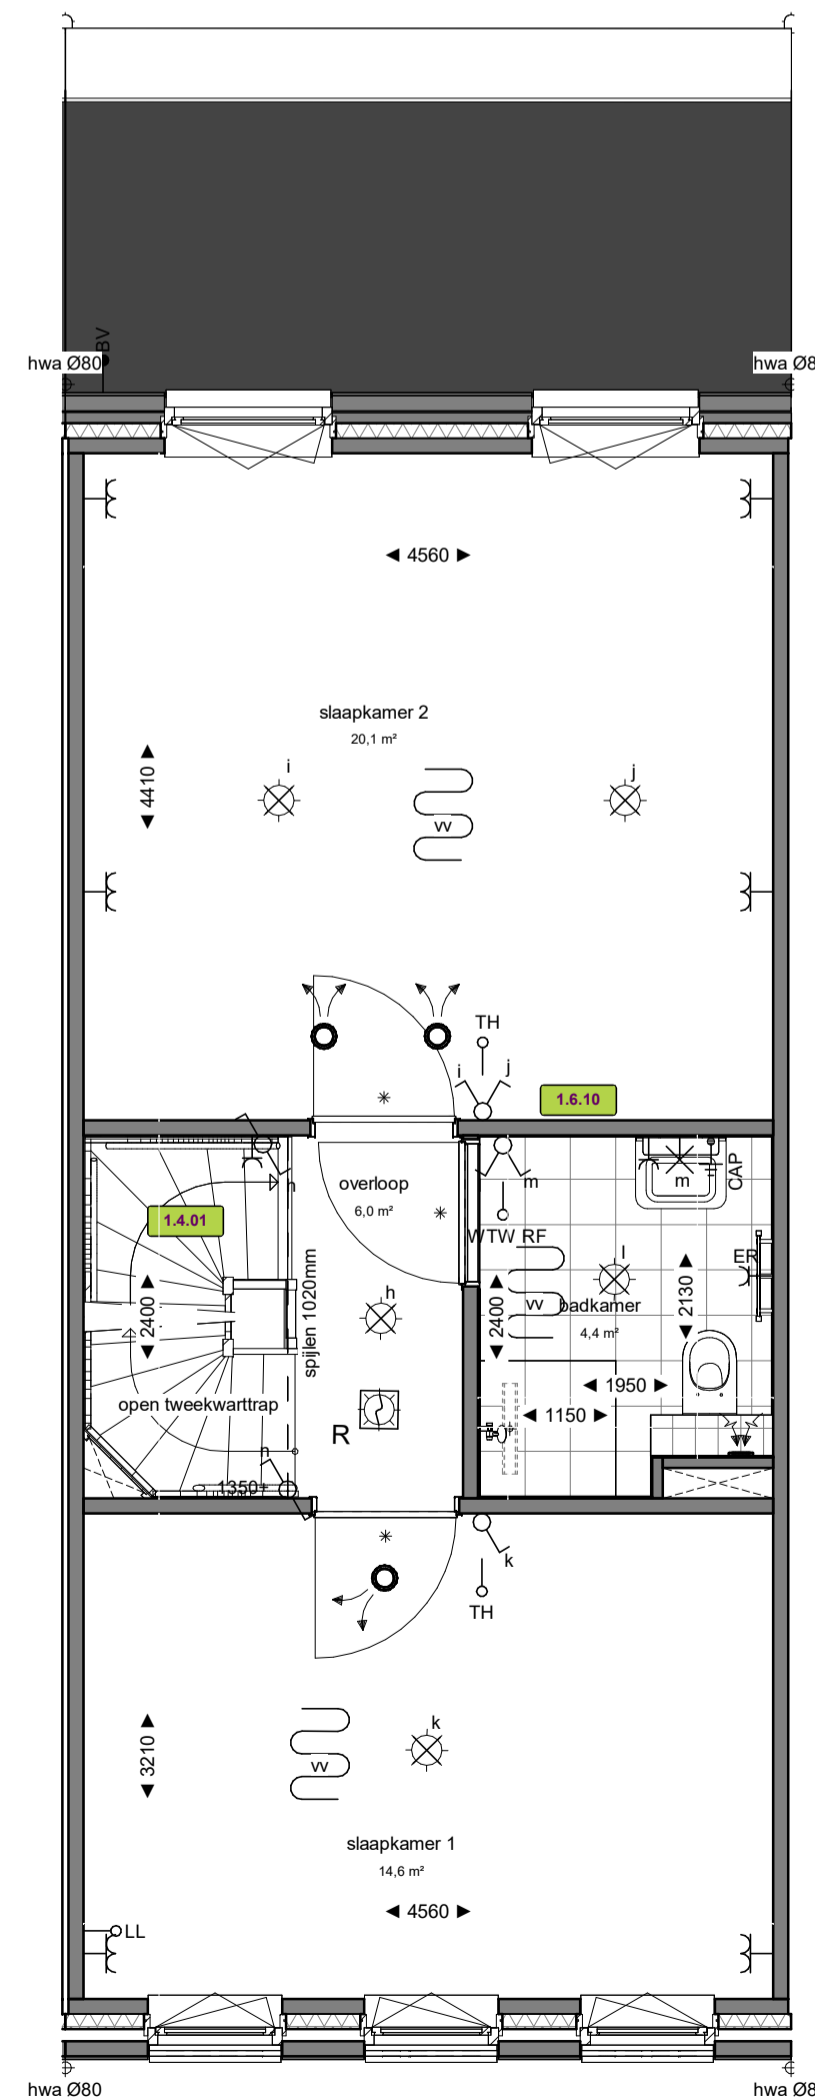 BV
hwa Ø80
hwa Ø8
4560
slaapkamer 2
20,1 m²
4410
i
j
vv
TH
i
j
1.6.10
overloop
6,0 m²
n
m
m
CAP
1.4.01
WTW RF
l
ER
h
2400
spijlen 1020mm
2400
vv
badkamer
4,4 m²
2130
1950
1150
open tweekwarttrap
R
n
1350+
k
TH
3210
vv
k
slaapkamer 1
14,6 m²
4560
LL
hwa Ø80
hwa Ø8